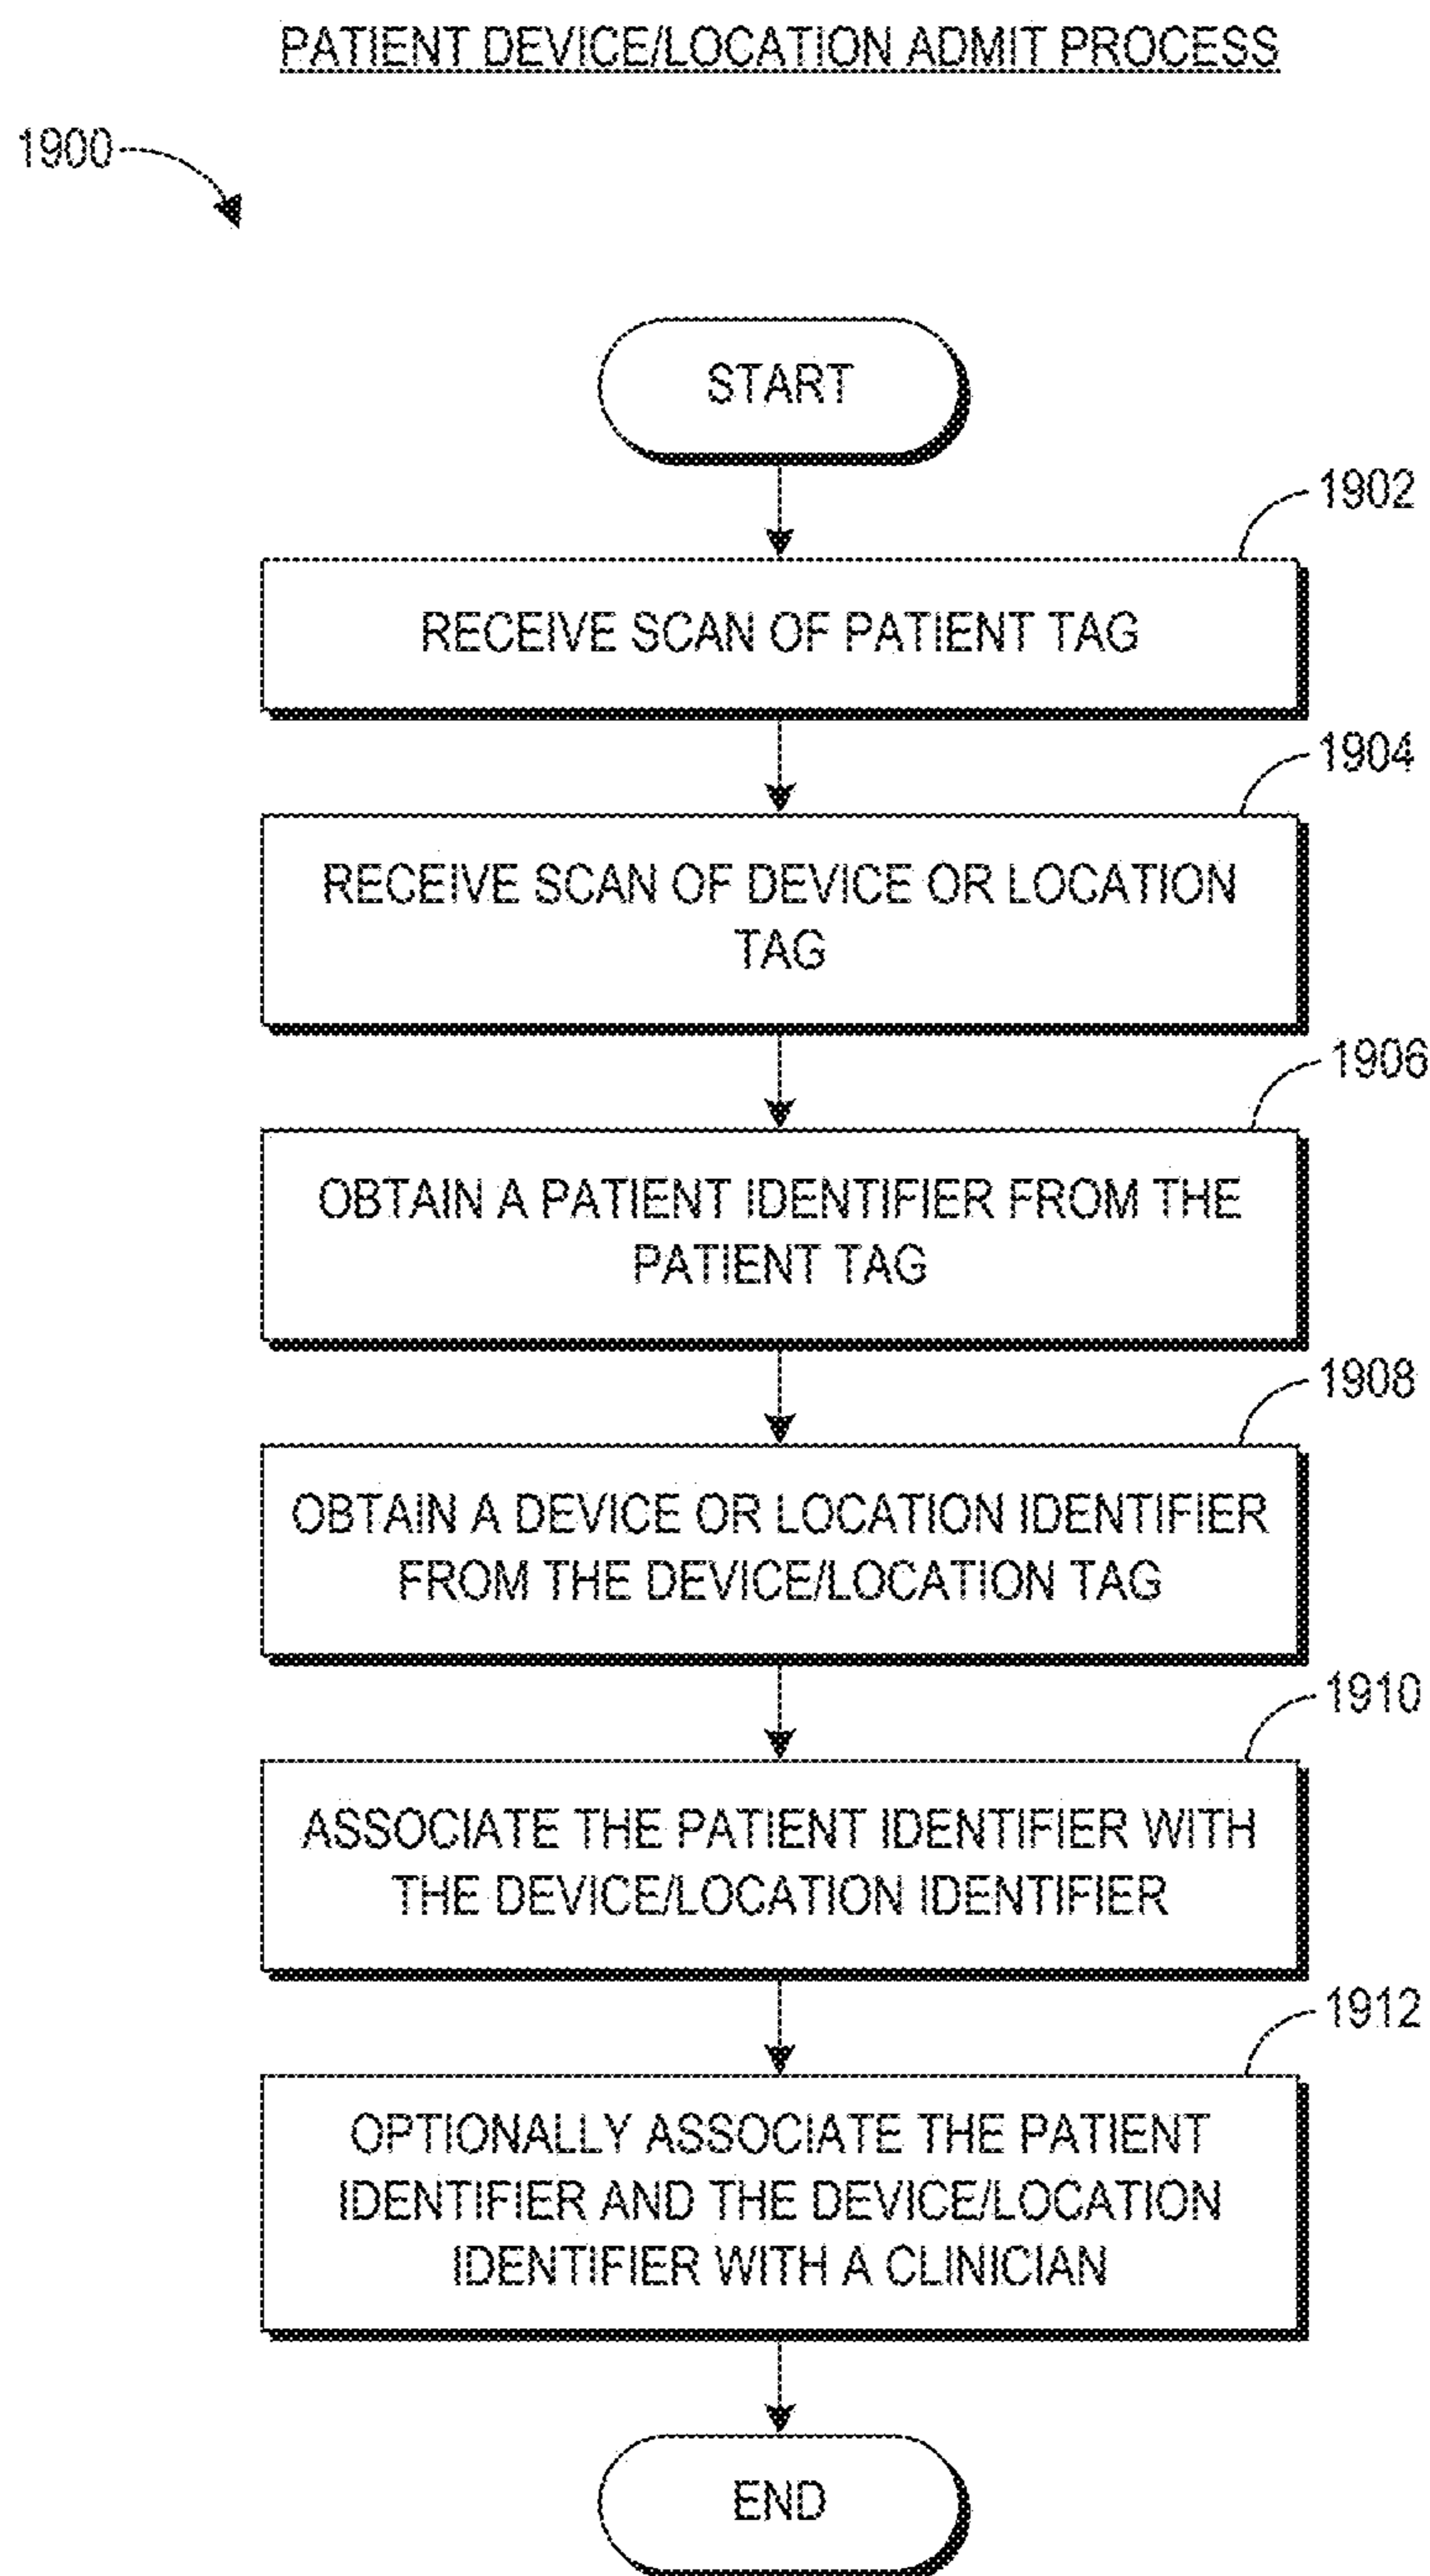 PATIENT DEVICE/LOCATION ADMIT PROCESS
1900
START
1902
RECEIVE SCAN OF PATIENT TAG
1904
RECEIVE SCAN OF DEVICE OR LOCATION
TAG
1906
OBTAIN A PATIENT IDENTIFIER FROM THE
PATIENT TAG
1908
OBTAIN A DEVICE OR LOCATION IDENTIFIER
FROM THE DEVICE/LOCATION TAG
1910
ASSOCIATE THE PATIENT IDENTIFIER WITH
THE DEVICE/LOCATION IDENTIFIER
1912
OPTIONALLY ASSOCIATE THE PATIENT
IDENTIFIER AND THE DEVICE/LOCATION
IDENTIFIER WITH A CLINICIAN
END